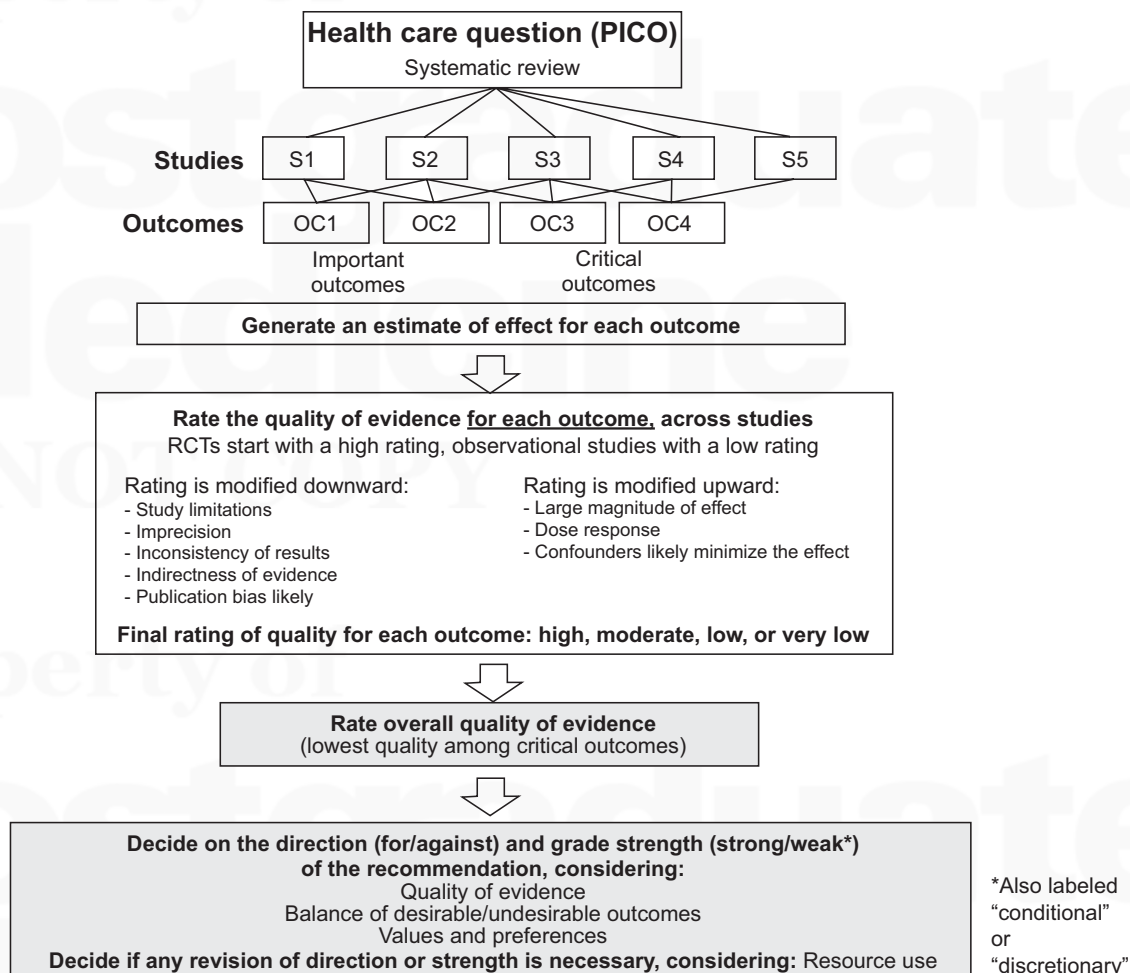 Health care question (PICO)
Systematic review
Studies
S1
S2
S3
S4
S5
Outcomes
OC1
OC2
OC3
OC4
Important
outcomes
Critical
outcomes
Generate an estimate of effect for each outcome
Rate the quality of evidence for each outcome, across studies
RCTs start with a high rating, observational studies with a low rating
Rating is modified downward:
- Study limitations
- Imprecision
- Inconsistency of results
- Indirectness of evidence
- Publication bias likely
Rating is modified upward:
- Large magnitude of effect
- Dose response
- Confounders likely minimize the effect
Final rating of quality for each outcome: high, moderate, low, or very low
Rate overall quality of evidence
(lowest quality among critical outcomes)
Decide on the direction (for/against) and grade strength (strong/weak*)
of the recommendation, considering:
Quality of evidence
Balance of desirable/undesirable outcomes
Values and preferences
Decide if any revision of direction or strength is necessary, considering: Resource use
*Also labeled
“conditional”
or
“discretionary”
NOT COPY